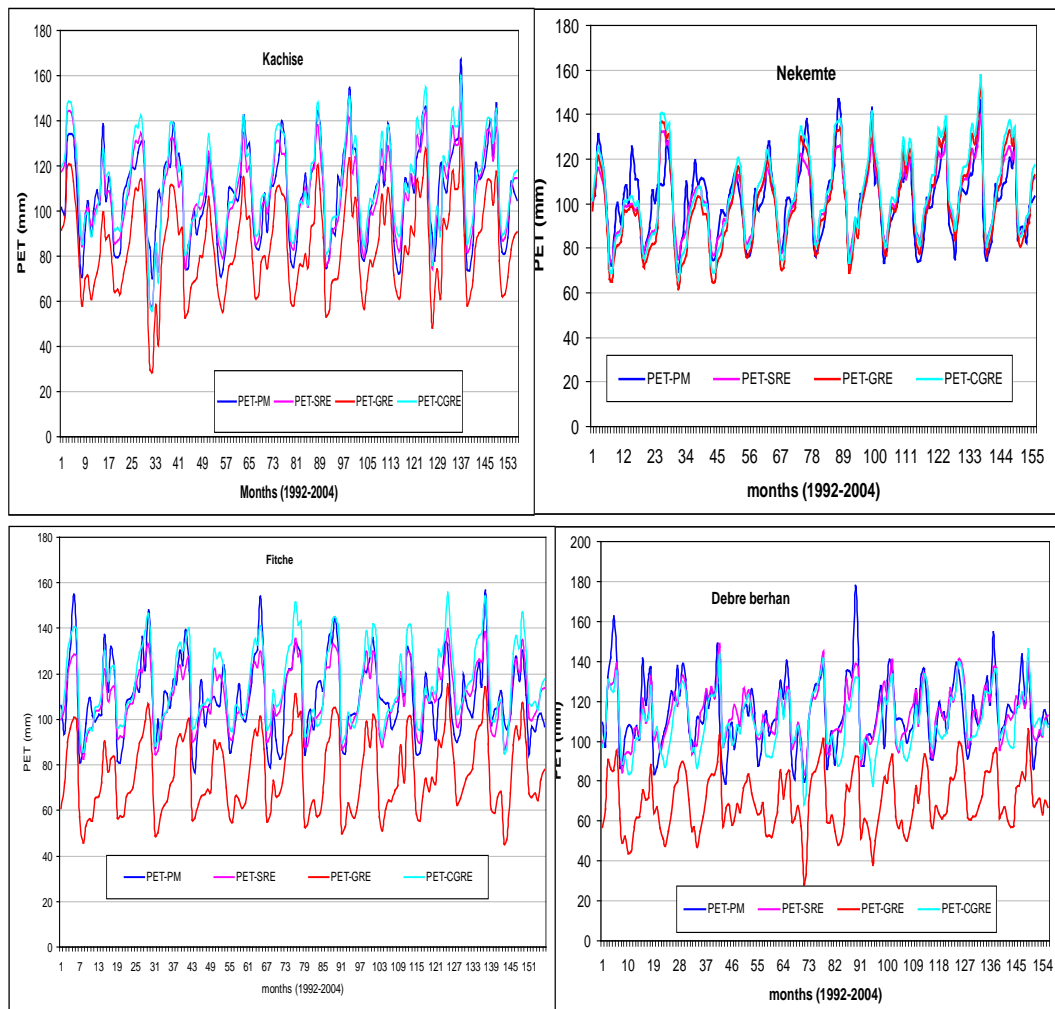 Kachise
PET (mm)
180
160
140
120
100
80
60
40
20
0
PET-PM PET-SRE PET-GRE PET-CGRE
1 9 17 25 33 41 49 57 65 73 81 89 97 105 113 121 129 137 145 153
Months (1992-2004)
Nekemte
PET (mm)
180
160
140
120
100
80
60
40
20
0
PET-PM PET-SRE PET-GRE PET-CGRE
1 12 23 34 45 56 67 78 89 100 111 122 133 144 155
months (1992-2004)
Fitche
PET (mm)
180
160
140
120
100
80
60
40
20
0
PET-PM PET-SRE PET-GRE PET-CGRE
1 7 13 19 25 31 37 43 49 55 61 67 73 79 85 91 97 103 109 115 121 127 133 139 145 151
months (1992-2004)
Debre berhan
PET (mm)
200
180
160
140
120
100
80
60
40
20
0
PET-PM PET-SRE PET-GRE PET-CGRE
1 10 19 28 37 46 55 64 73 82 91 100 109 118 127 136 145 154
months (1992-2004)